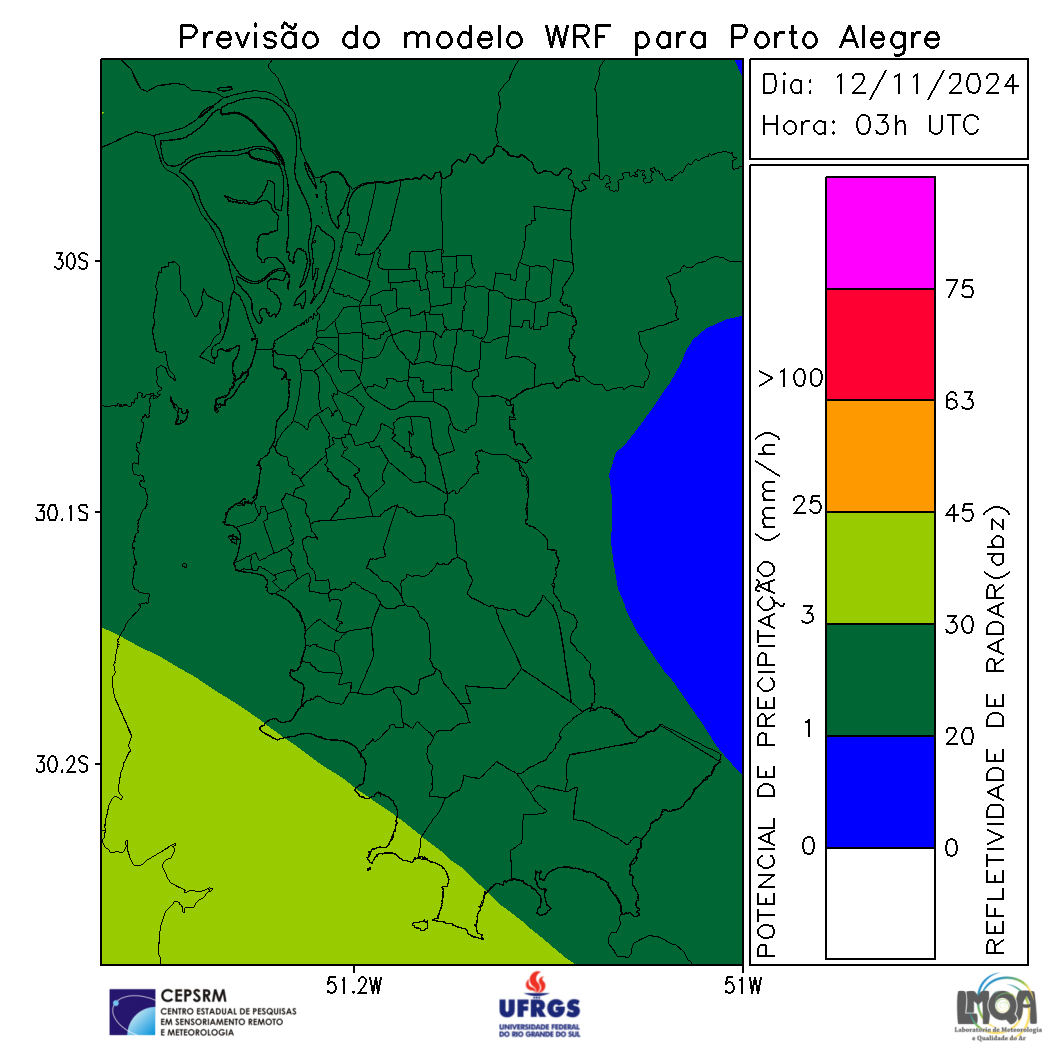 Previsão do modelo WRF para Porto Alegre
Dia: 12/11/2024
Hora: 03h UTC
30S
30.1S
30.2S
51.2W
51W
POTENCIAL DE PRECIPITAÇÃO (mm/h)
>100
25
3
1
0
75
63
45
30
20
0
REFLETIVIDADE DE RADAR(dbz)
CEPSRM
CENTRO ESTADUAL DE PESQUISAS
EM SENSORIAMENTO REMOTO
E METEOROLOGIA
UFRGS
UNIVERSIDADE FEDERAL
DO RIO GRANDE DO SUL
LMQA
Laboratório de Meteorologia
e Qualidade do Ar